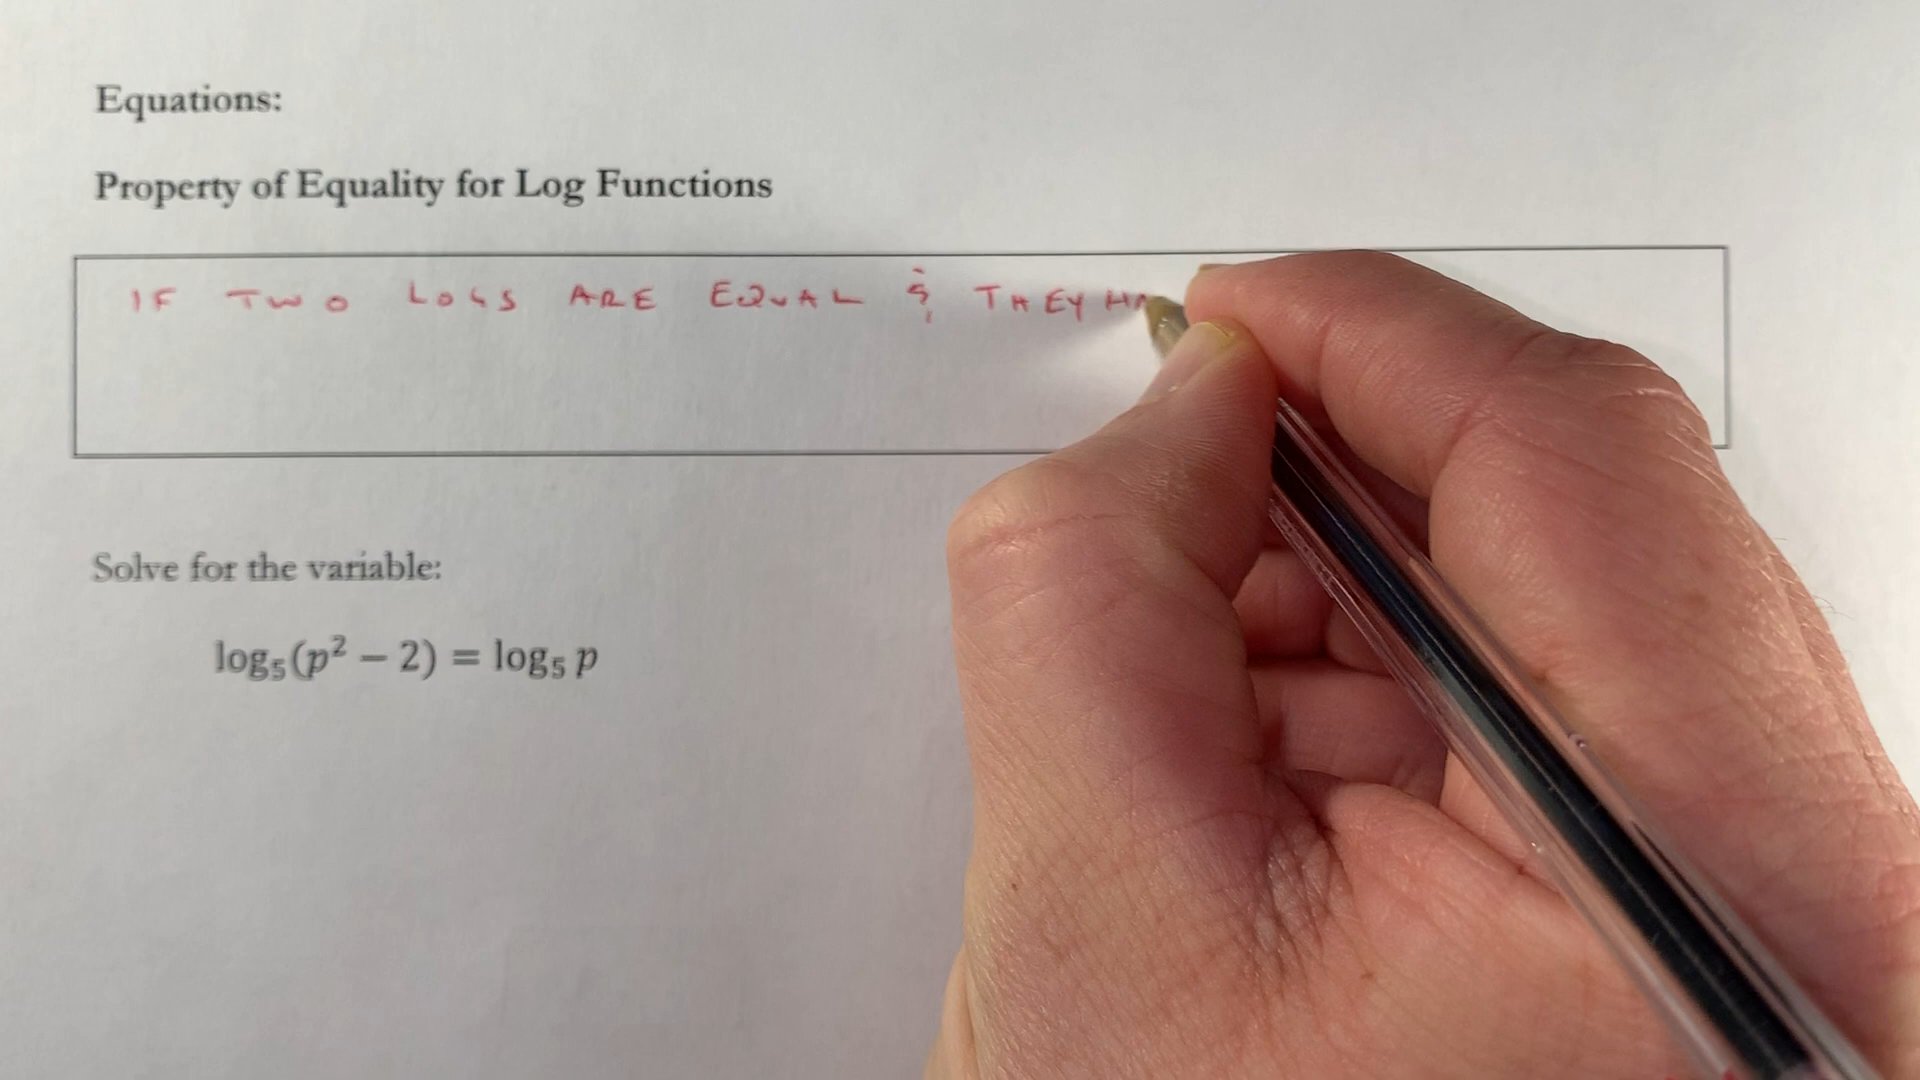 Equations:
Property of Equality for Log Functions
IF TWO LOGS ARE EQUAL & THEY HA
Solve for the variable:
log₅(p² − 2) = log₅ p